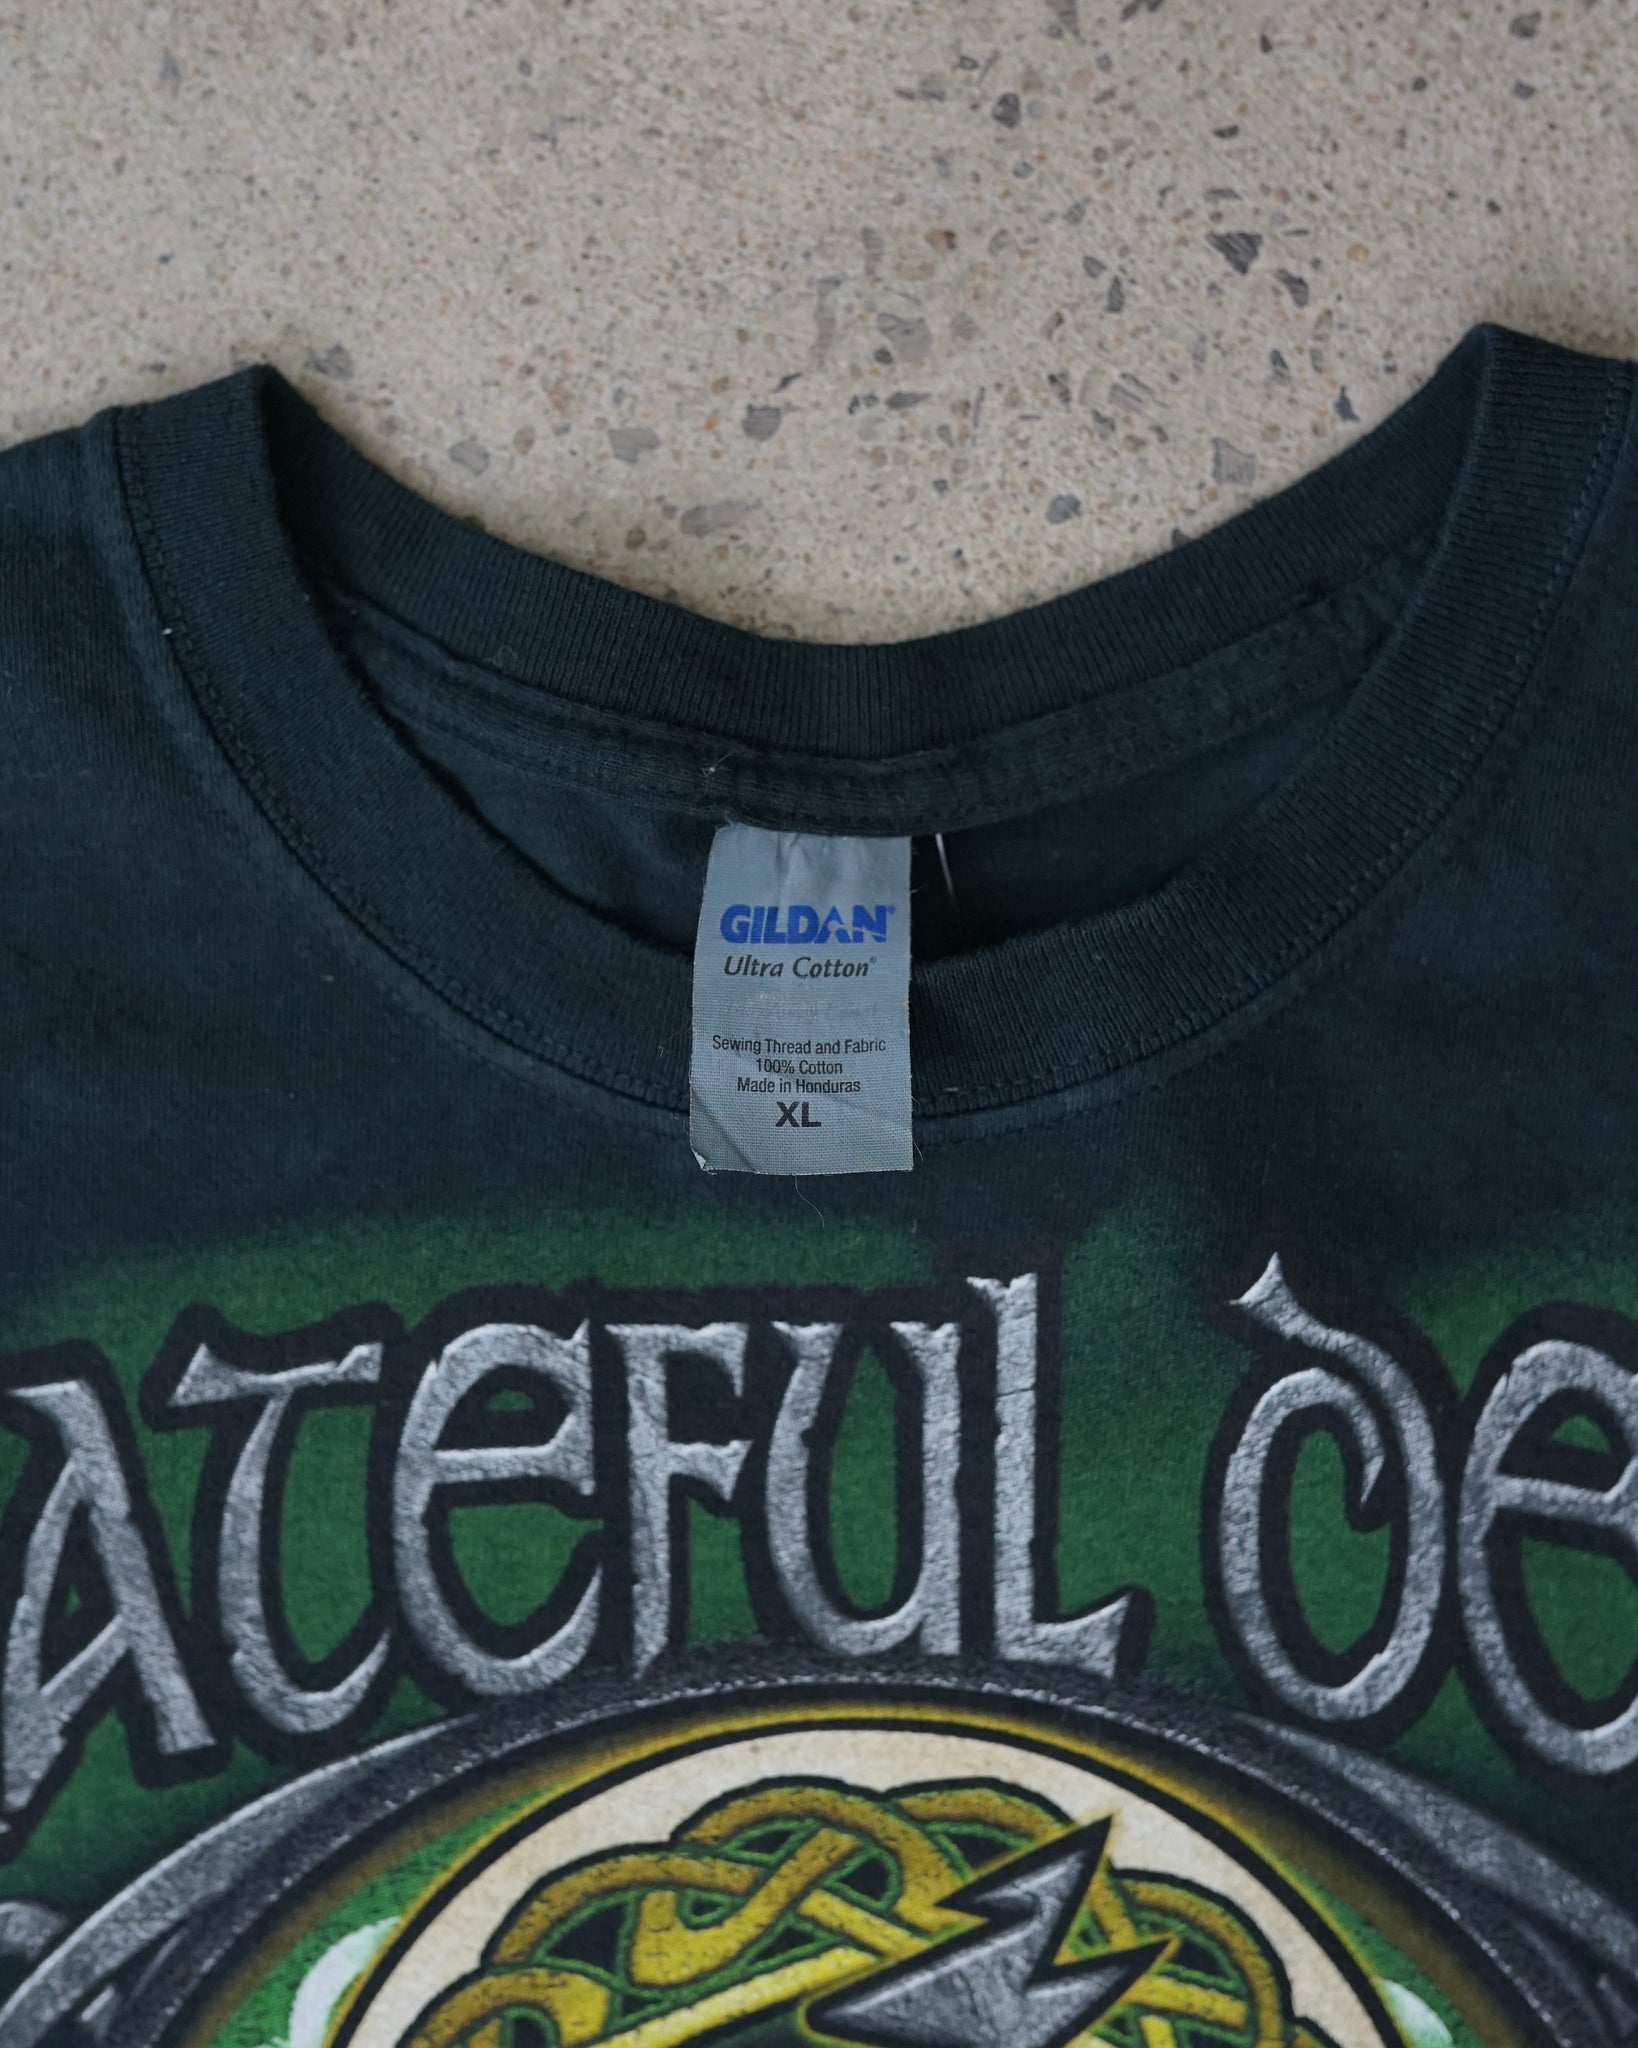 GILDAN®
Ultra Cotton®
Sewing Thread and Fabric
100% Cotton
Made in Honduras
XL
ATEFUL DE